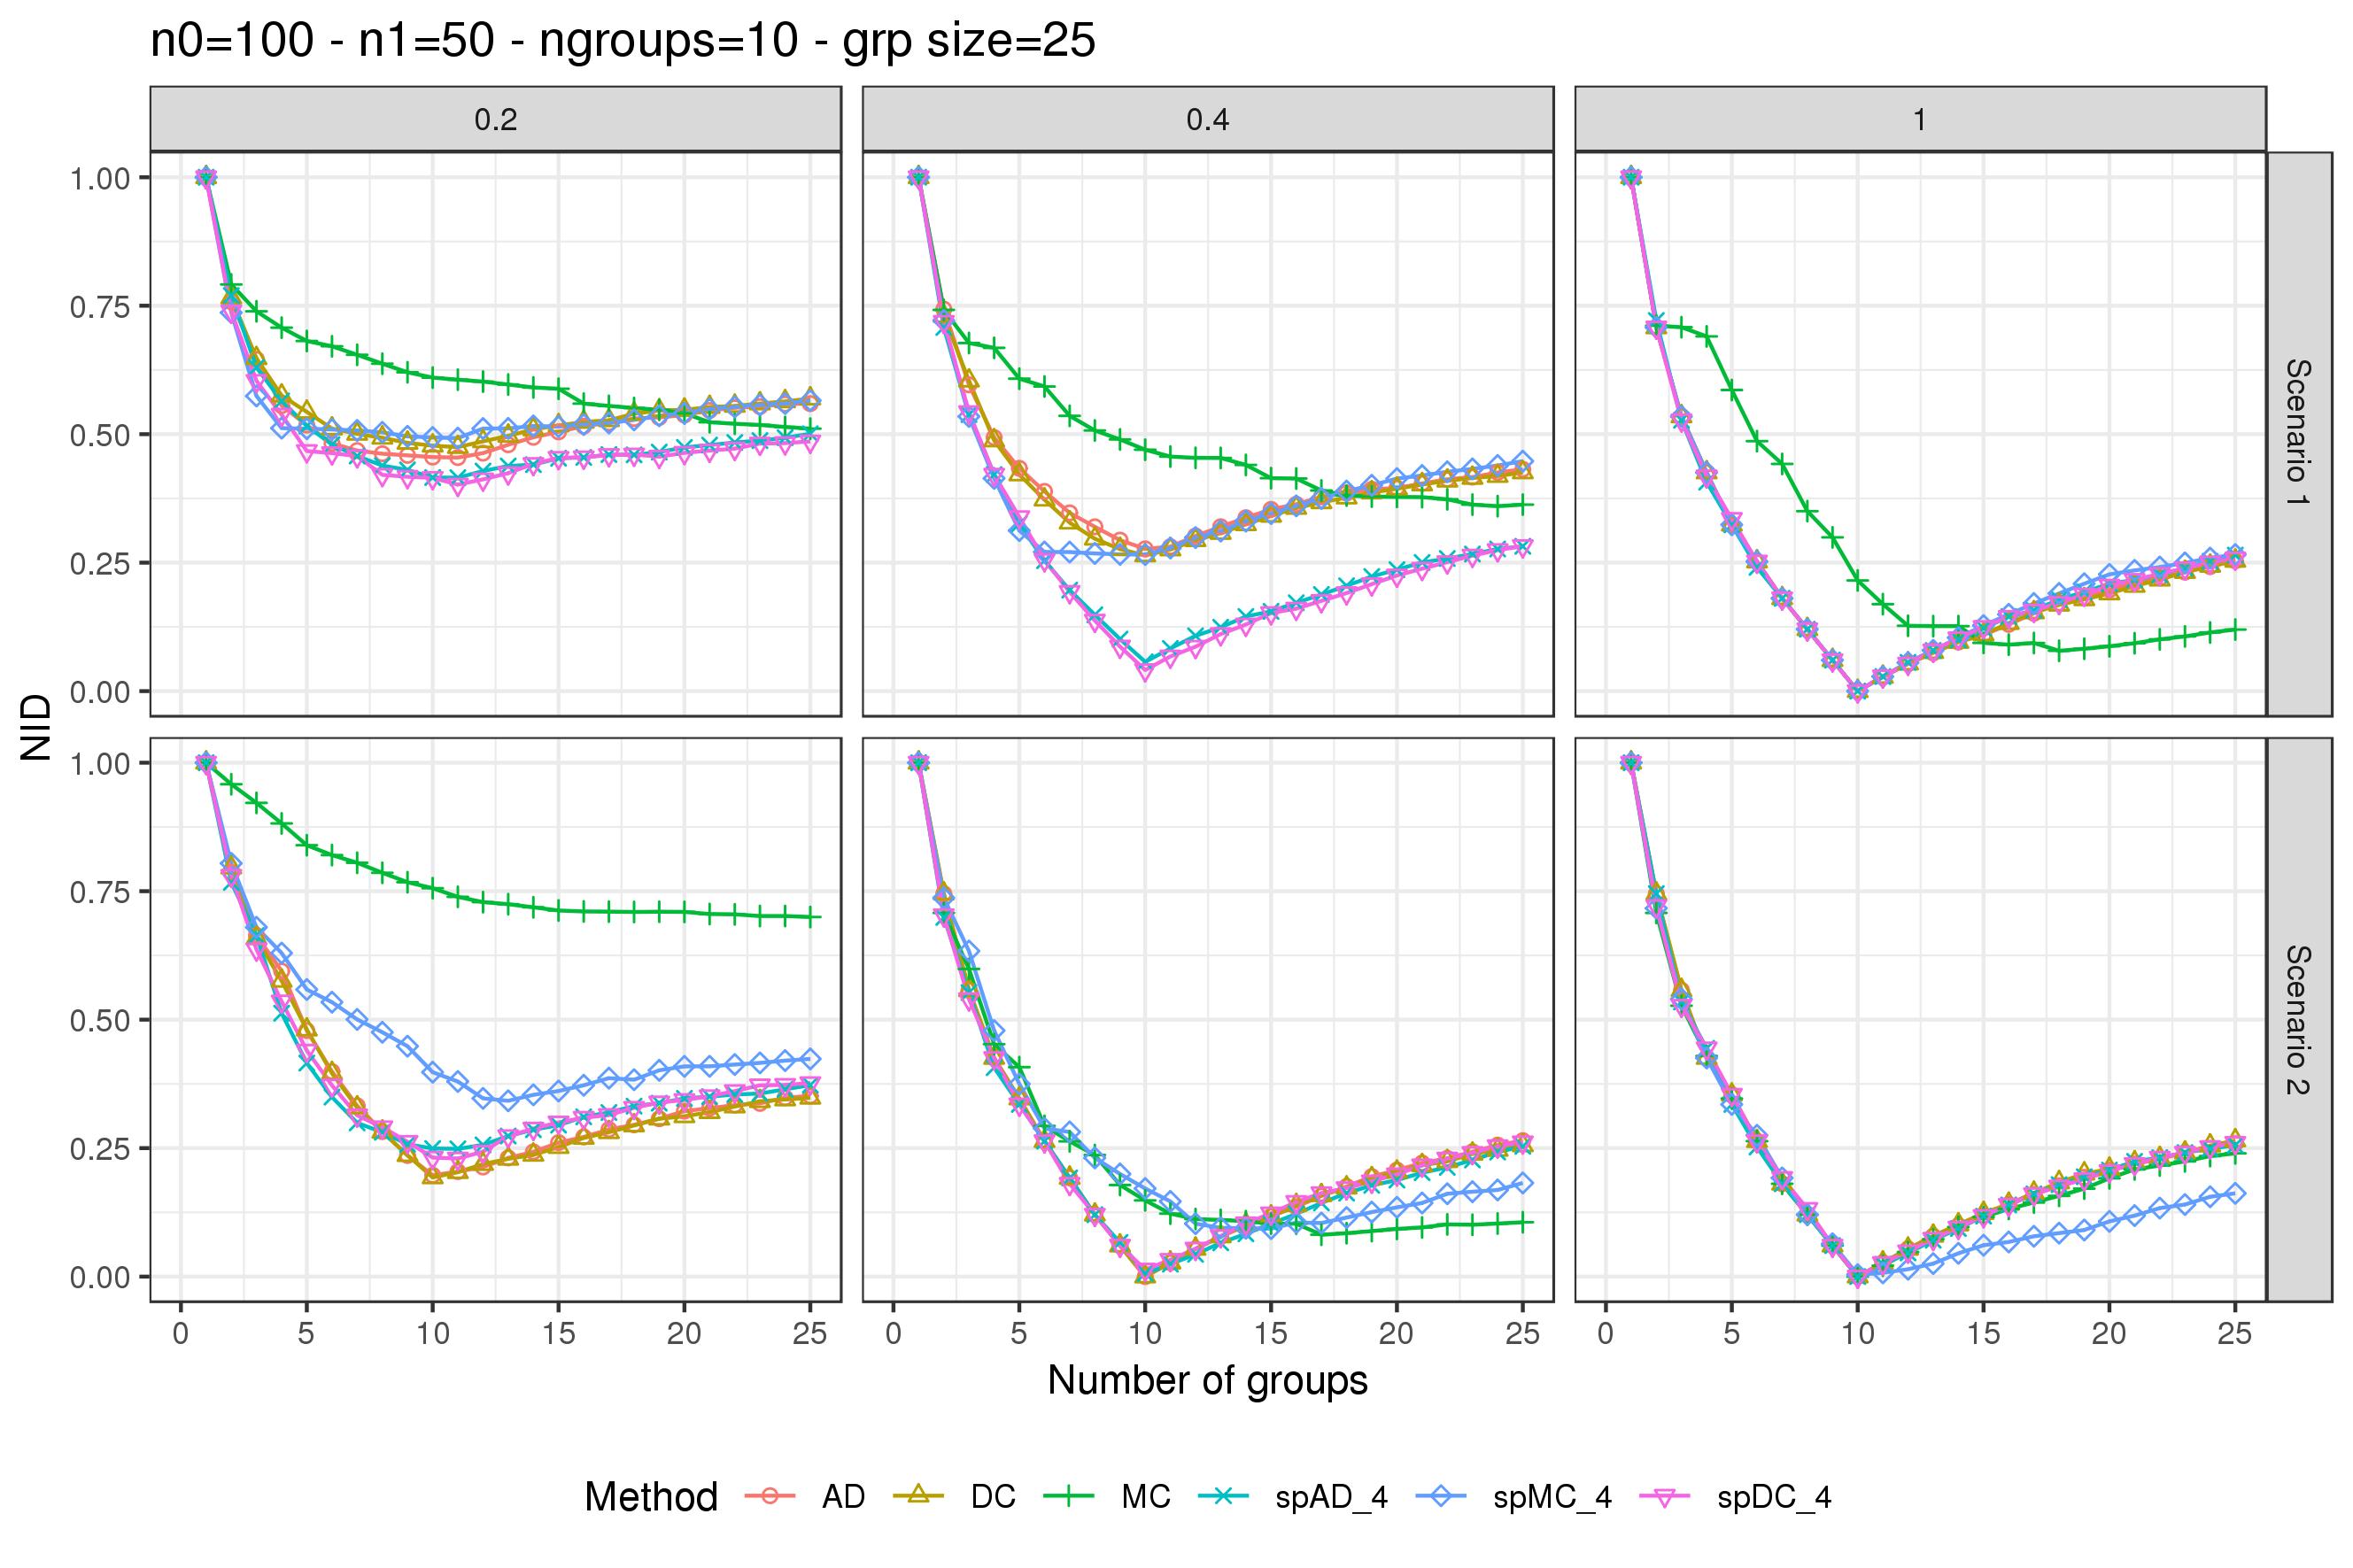 n0=100 - n1=50 - ngroups=10 - grp size=25
0.2 0.4 1
1.00
0.75
0.50
0.25
0.00
Scenario 1
NID
1.00
0.75
0.50
0.25
0.00
Scenario 2
0 5 10 15 20 25 0 5 10 15 20 25 0 5 10 15 20 25
Number of groups
Method AD DC MC spAD_4 spMC_4 spDC_4